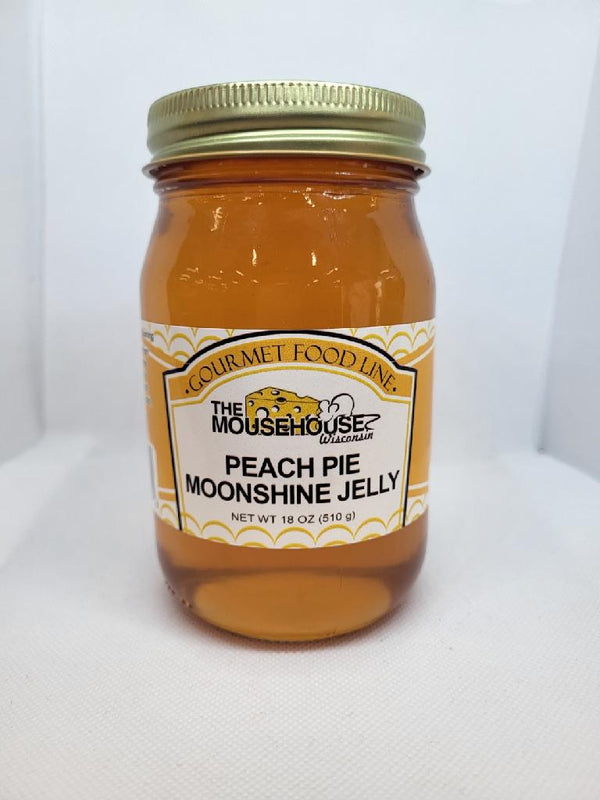 ·GOURMET FOOD LINE·
THE
MOUSEHOUSE
Wisconsin
PEACH PIE
MOONSHINE JELLY
NET WT 18 OZ (510 g)